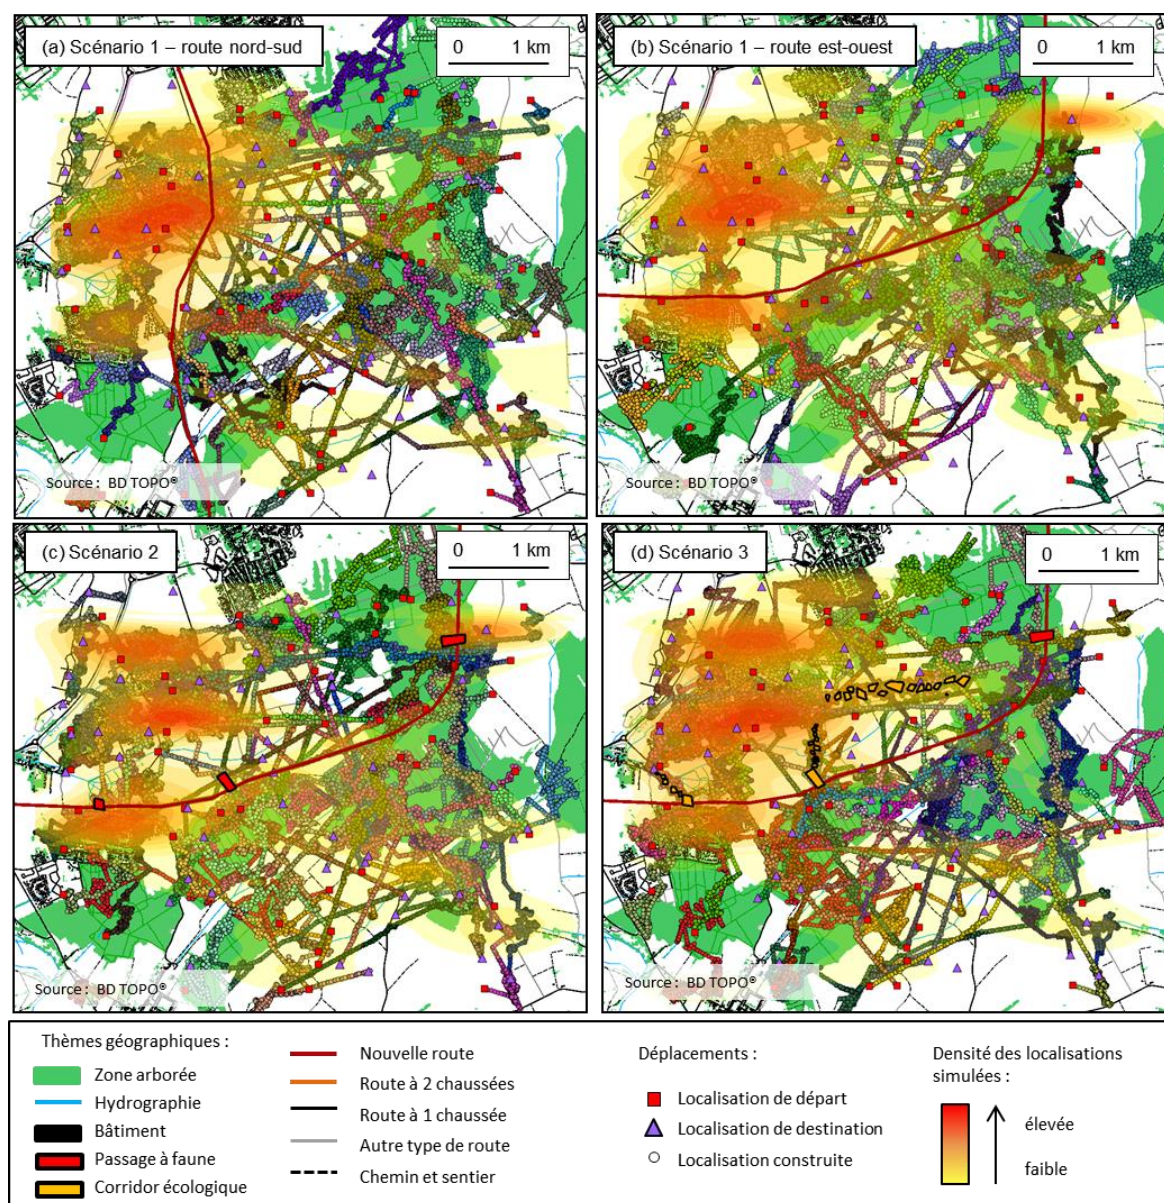 (a) Scénario 1 – route nord-sud
0 1 km
Source : BD TOPO®
(b) Scénario 1 – route est-ouest
0 1 km
Source : BD TOPO®
(c) Scénario 2
0 1 km
Source : BD TOPO®
(d) Scénario 3
0 1 km
Source : BD TOPO®
Thèmes géographiques :
Zone arborée
Hydrographie
Bâtiment
Passage à faune
Corridor écologique
Nouvelle route
Route à 2 chaussées
Route à 1 chaussée
Autre type de route
Chemin et sentier
Déplacements :
Localisation de départ
Localisation de destination
Localisation construite
Densité des localisations
simulées :
élevée
faible